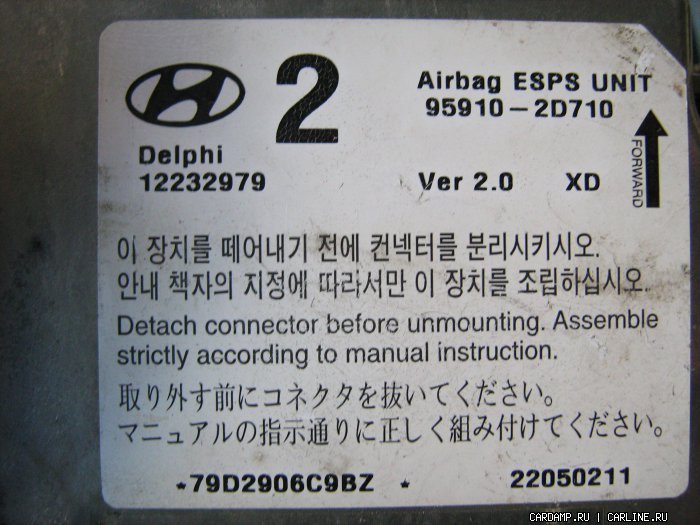 2
Airbag ESPS UNIT
95910-2D710
Delphi
12232979
Ver 2.0 XD
FORWARD
이 장치를 떼어내기 전에 컨넥터를 분리시키시오.
안내 책자의 지정에 따라서만 이 장치를 조립하십시오.
Detach connector before unmounting. Assemble
strictly according to manual instruction.
取り外す前にコネクタを抜いてください。
マニュアルの指示通りに正しく組み付けてください。
*79D2906C9BZ *
22050211
CARDAMP.RU | CARLINE.RU